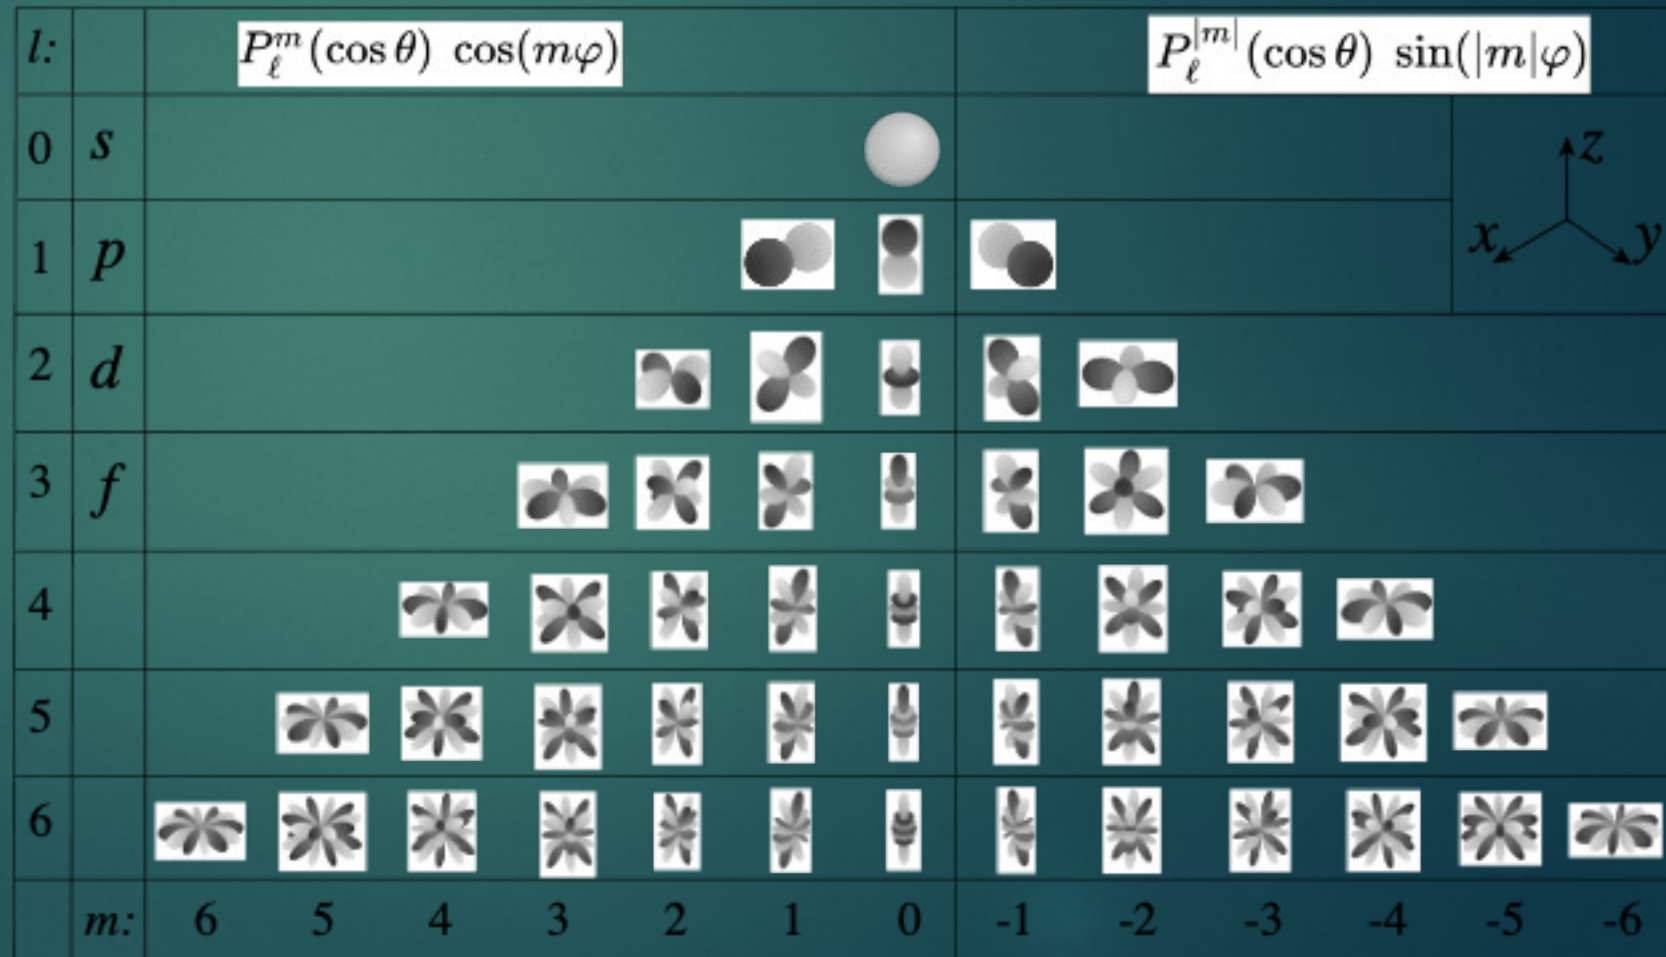 l: P_ℓ^m(cos θ) cos(mφ) P_ℓ^{|m|}(cos θ) sin(|m|φ)
0 s
z
x y
1 p
2 d
3 f
4
5
6
m: 6 5 4 3 2 1 0 -1 -2 -3 -4 -5 -6